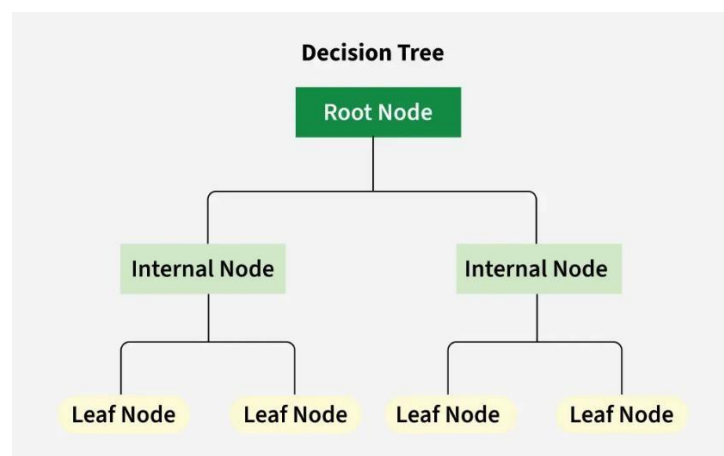 Decision Tree
Root Node
Internal Node Internal Node
Leaf Node Leaf Node Leaf Node Leaf Node